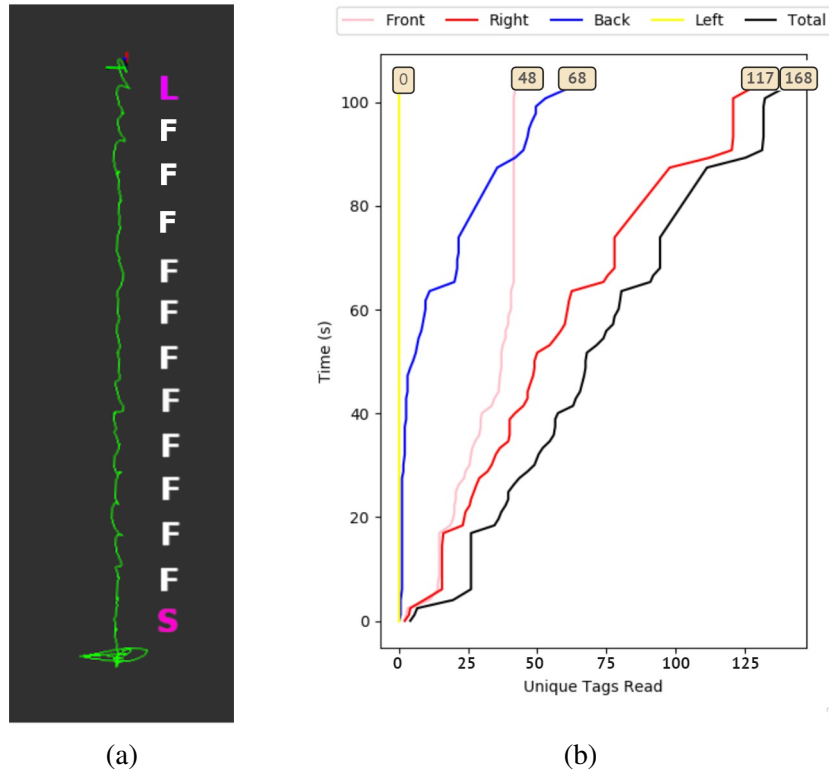 L
F
F
F
F
F
F
F
F
F
F
F
S
(a)
Front Right Back Left Total
0 48 68 117 168
100
80
60
40
20
0
Time (s)
0 25 50 75 100 125
Unique Tags Read
(b)